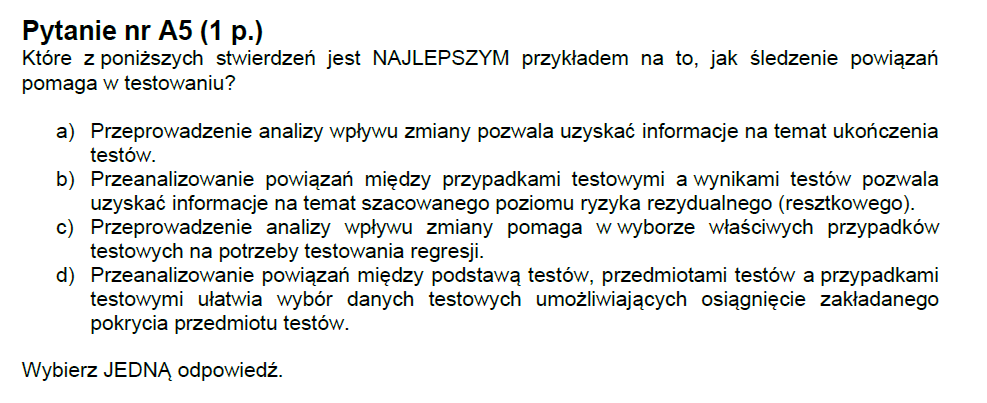 Pytanie nr A5 (1 p.)
Które z poniższych stwierdzeń jest NAJLEPSZYM przykładem na to, jak śledzenie powiązań
pomaga w testowaniu?
a) Przeprowadzenie analizy wpływu zmiany pozwala uzyskać informacje na temat ukończenia
testów.
b) Przeanalizowanie powiązań między przypadkami testowymi a wynikami testów pozwala
uzyskać informacje na temat szacowanego poziomu ryzyka rezydualnego (resztkowego).
c) Przeprowadzenie analizy wpływu zmiany pomaga w wyborze właściwych przypadków
testowych na potrzeby testowania regresji.
d) Przeanalizowanie powiązań między podstawą testów, przedmiotami testów a przypadkami
testowymi ułatwia wybór danych testowych umożliwiających osiągnięcie zakładanego
pokrycia przedmiotu testów.
Wybierz JEDNĄ odpowiedź.